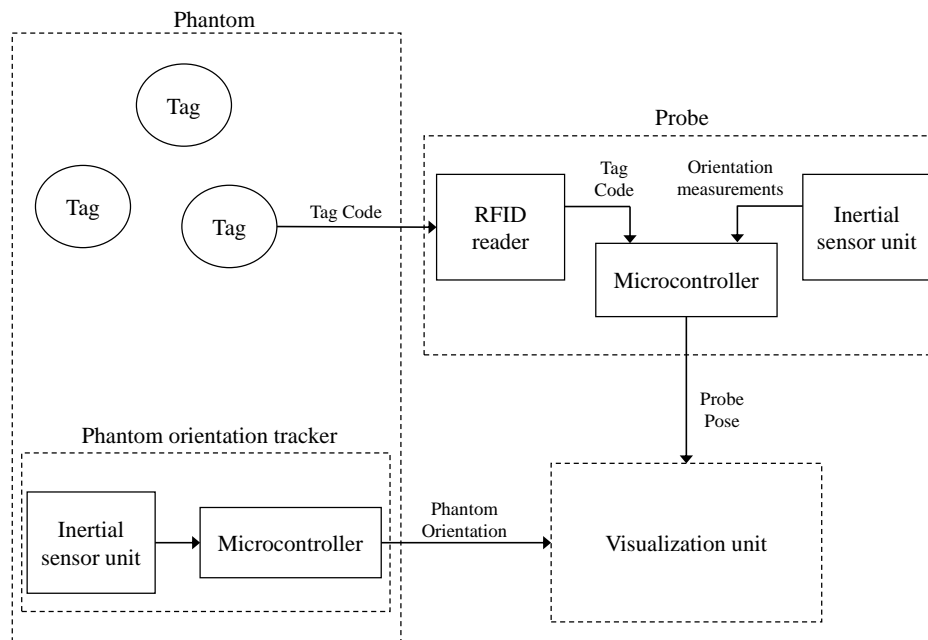 Phantom
Tag
Tag
Tag
Tag Code
Probe
RFID
reader
Tag
Code
Orientation
measurements
Inertial
sensor unit
Microcontroller
Probe
Pose
Phantom orientation tracker
Inertial
sensor unit
Microcontroller
Phantom
Orientation
Visualization unit